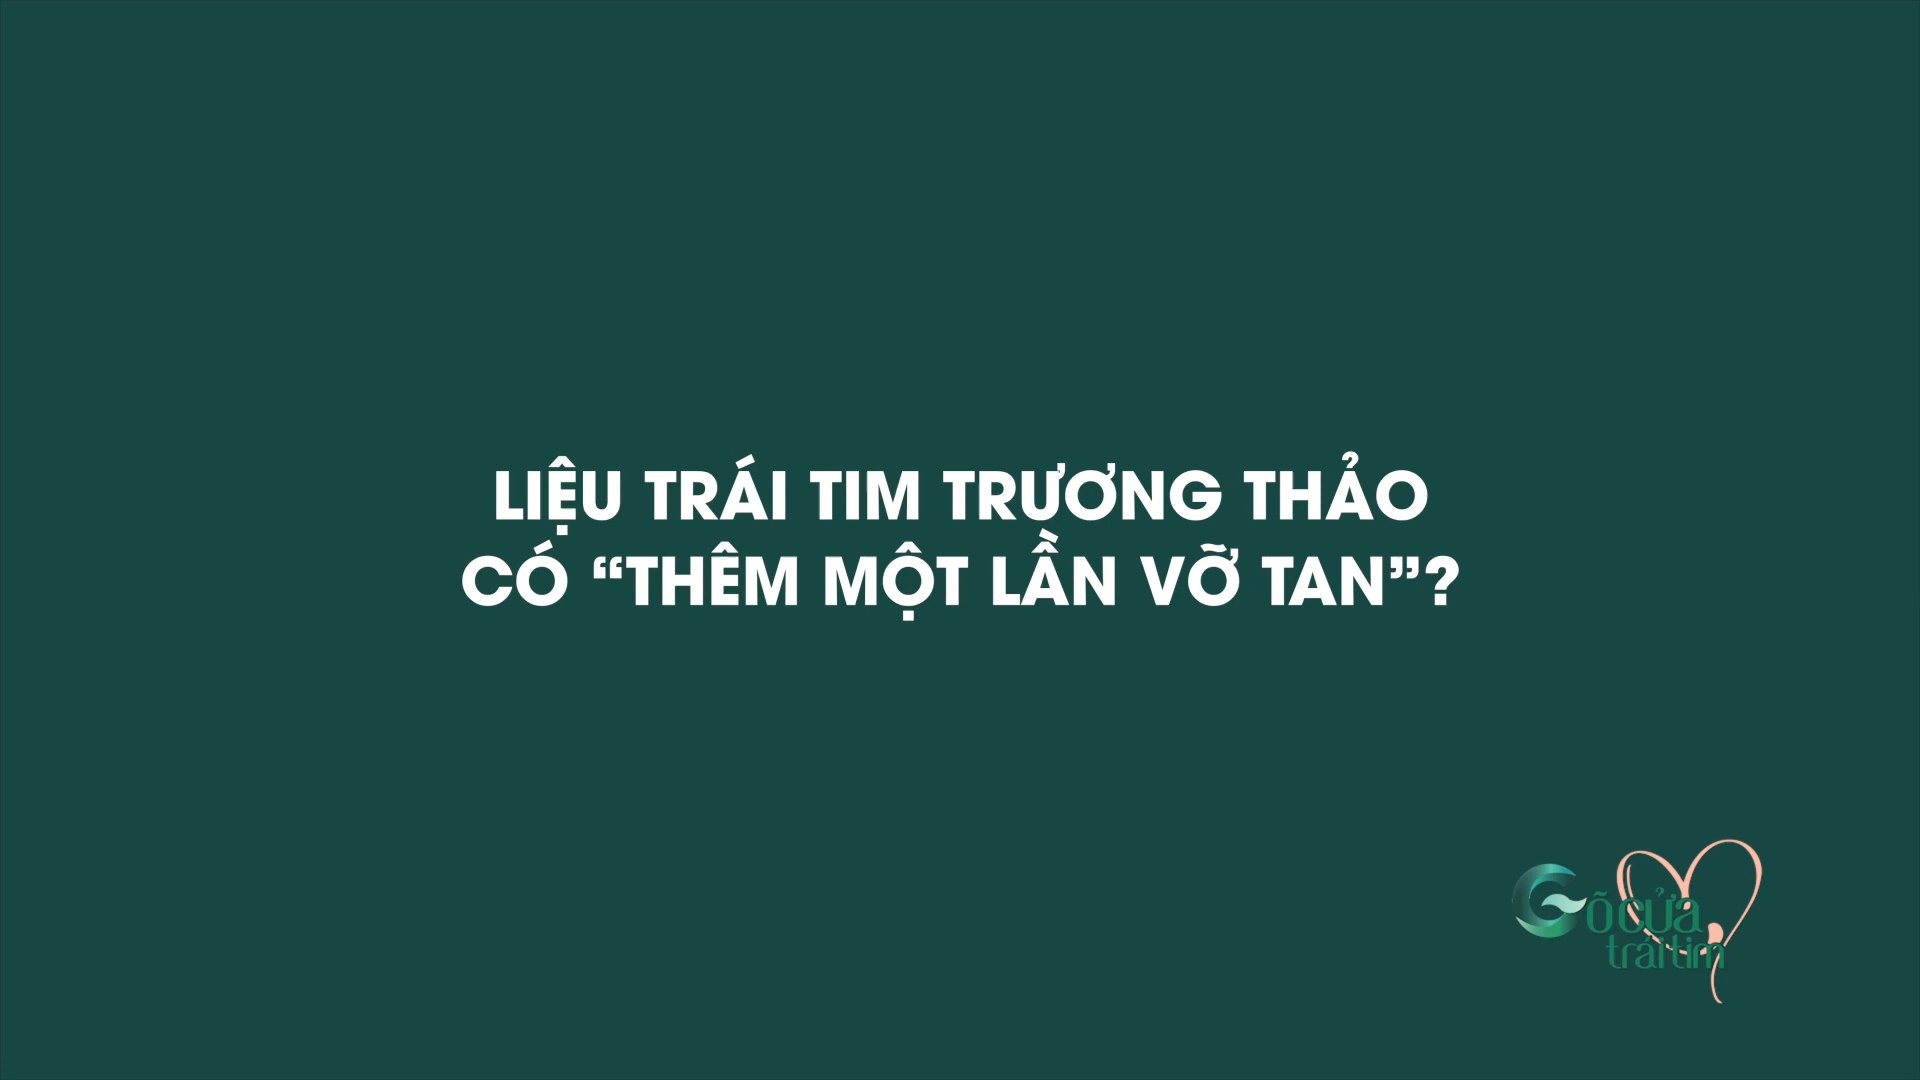 LIỆU TRÁI TIM TRƯƠNG THẢO
CÓ “THÊM MỘT LẦN VỠ TAN”?
Gõ cửa
trái tim